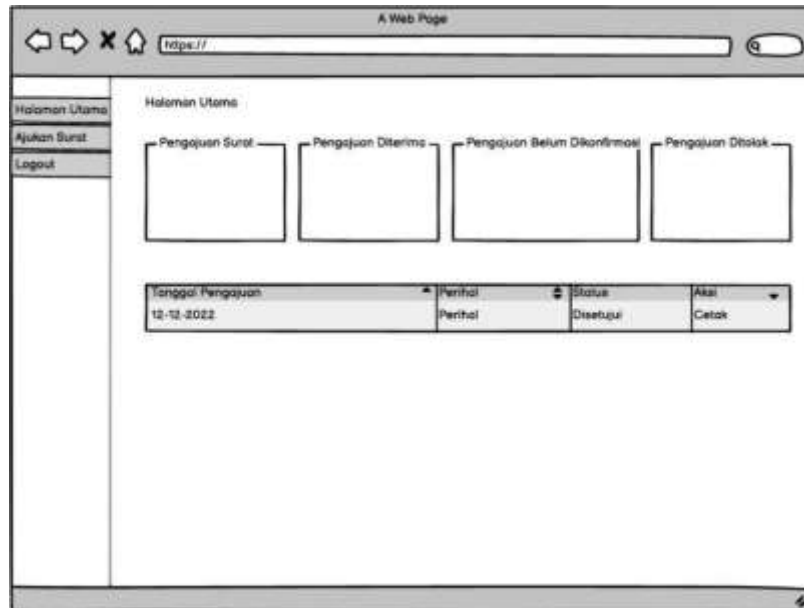 A Web Page
https://
Halaman Utama
Ajukan Surat
Logout
Halaman Utama
Pengajuan Surat
Pengajuan Diterima
Pengajuan Belum Dikonfirmasi
Pengajuan Ditolak
Tanggal Pengajuan Perihal Status Aksi
12-12-2022 Perihal Disetujui Cetak